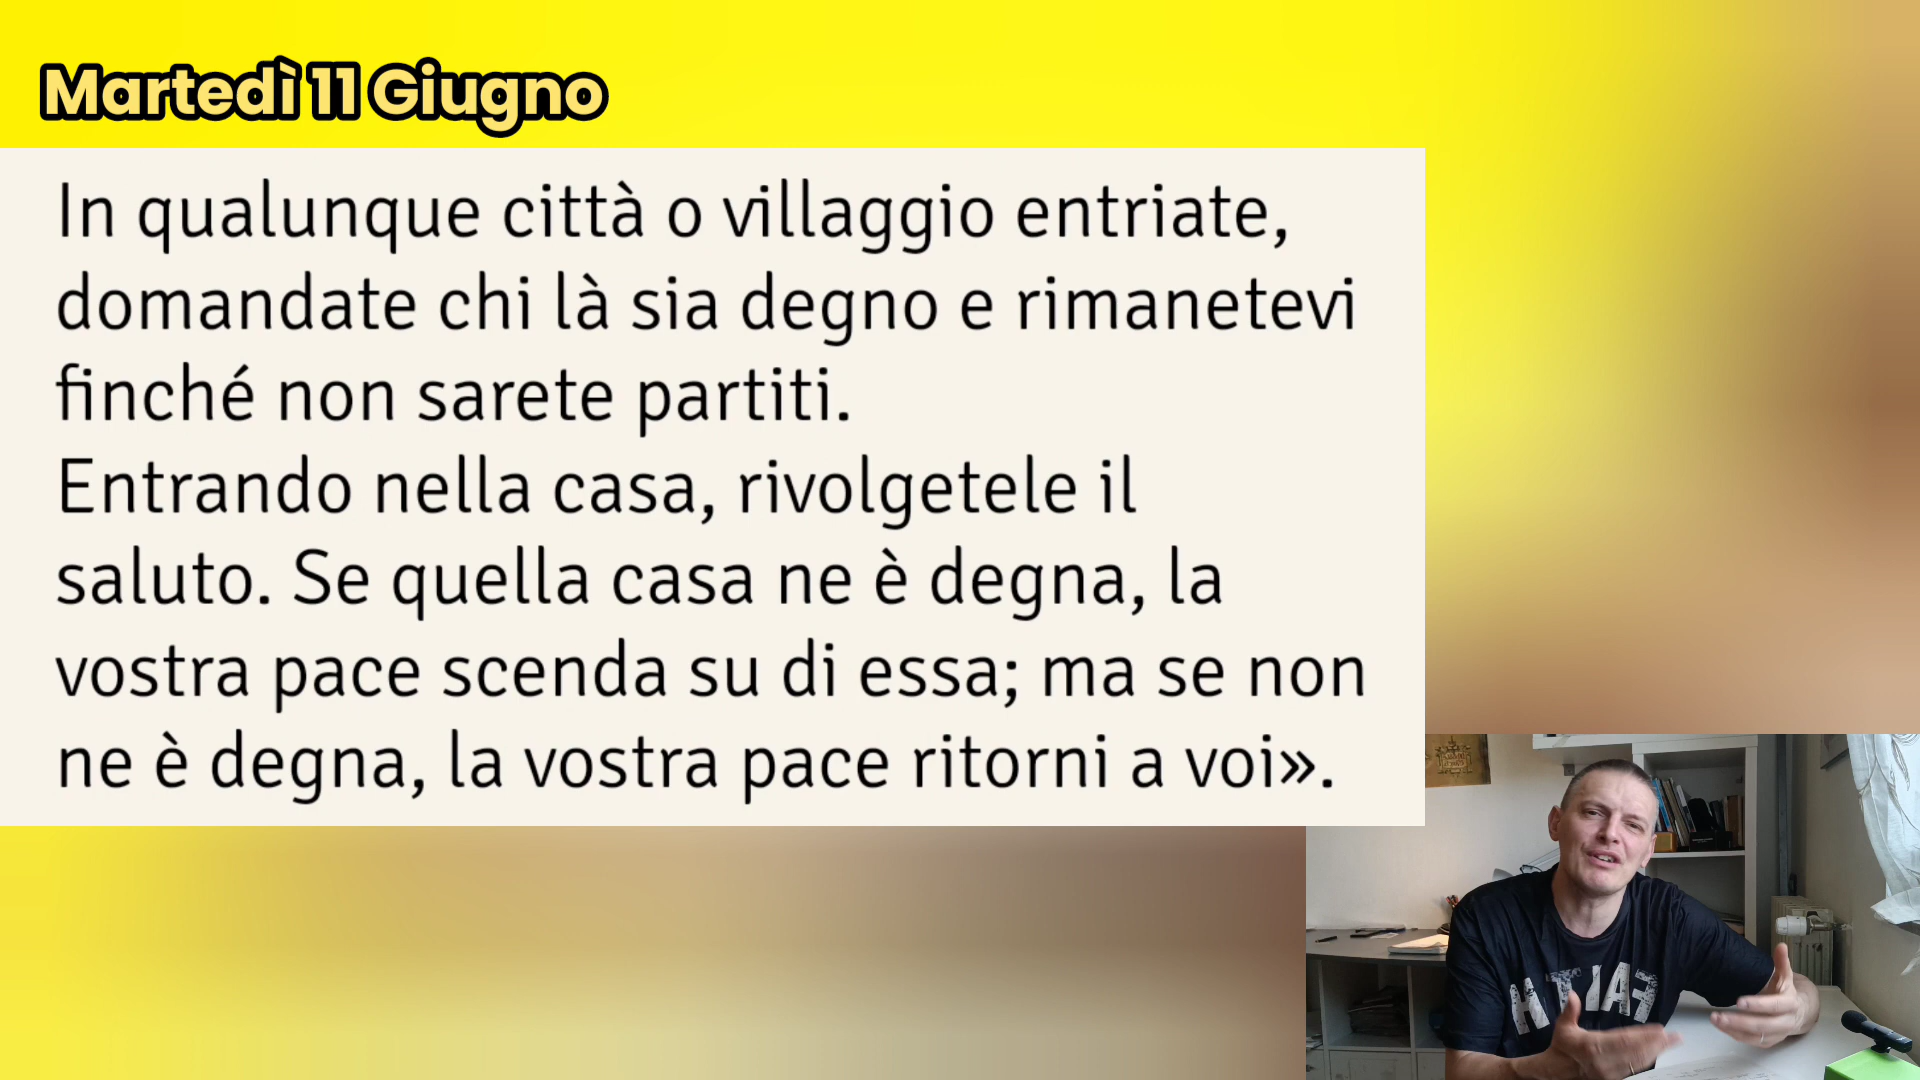 Martedì 11 Giugno
In qualunque città o villaggio entriate,
domandate chi là sia degno e rimanetevi
finché non sarete partiti.
Entrando nella casa, rivolgetele il
saluto. Se quella casa ne è degna, la
vostra pace scenda su di essa; ma se non
ne è degna, la vostra pace ritorni a voi».
FAITH